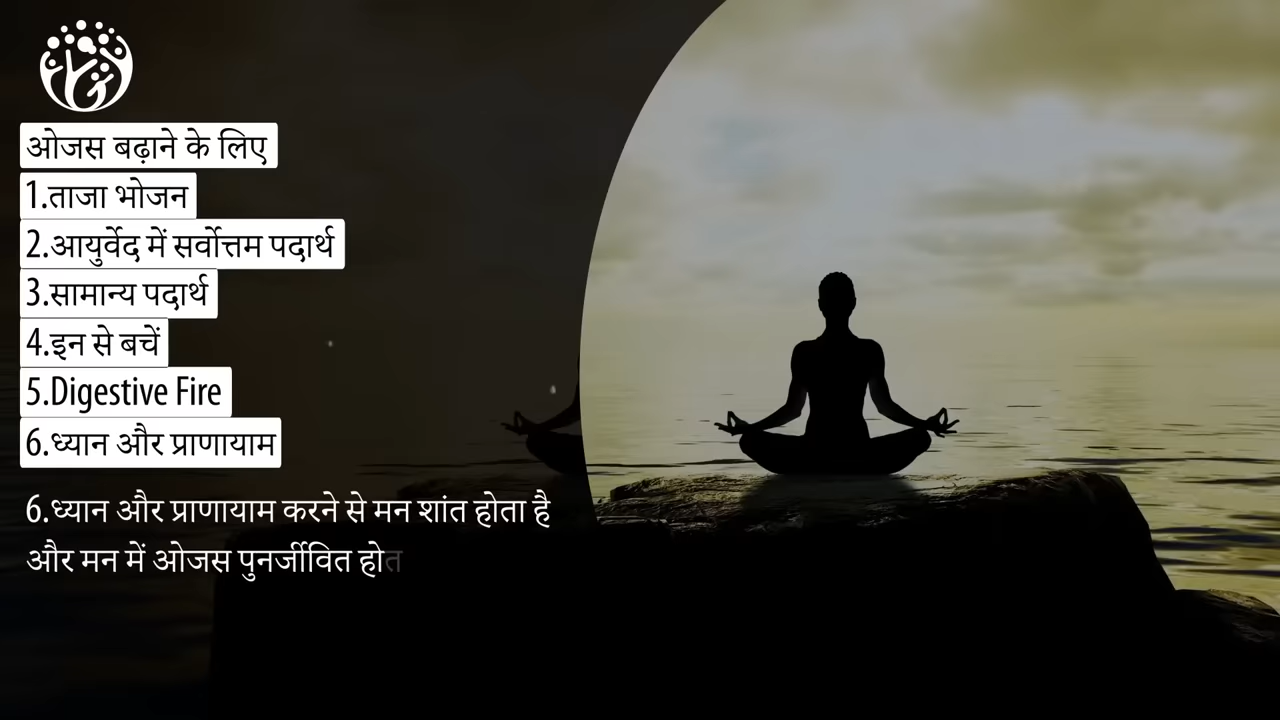 ओजस बढ़ाने के लिए
1.ताजा भोजन
2.आयुर्वेद में सर्वोत्तम पदार्थ
3.सामान्य पदार्थ
4.इन से बचें
5.Digestive Fire
6.ध्यान और प्राणायाम
6.ध्यान और प्राणायाम करने से मन शांत होता है
और मन में ओजस पुनर्जीवित होत